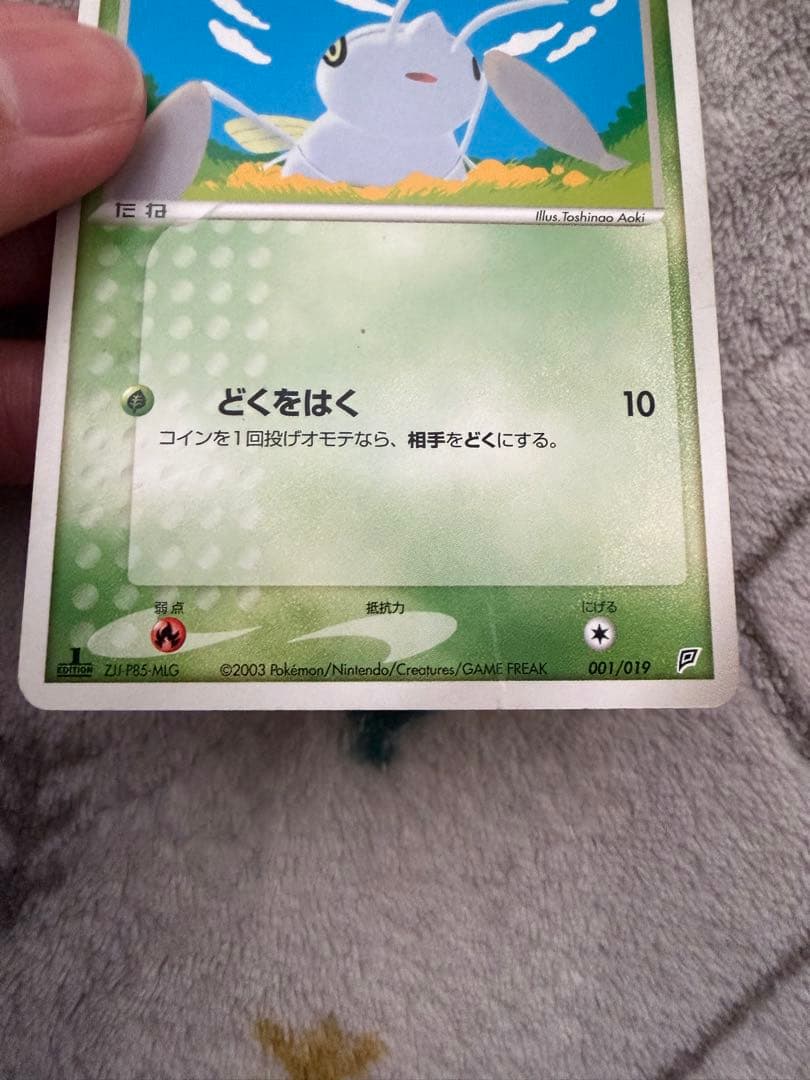 たね
Illus. Toshinao Aoki
どくをはく 10
コインを1回投げオモテなら、相手をどくにする。
弱点 抵抗力 にげる
1 EDITION ZJJ-P85-MLG ©2003 Pokémon/Nintendo/Creatures/GAME FREAK 001/019